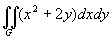 ∬_G (x² + 2y)dxdy